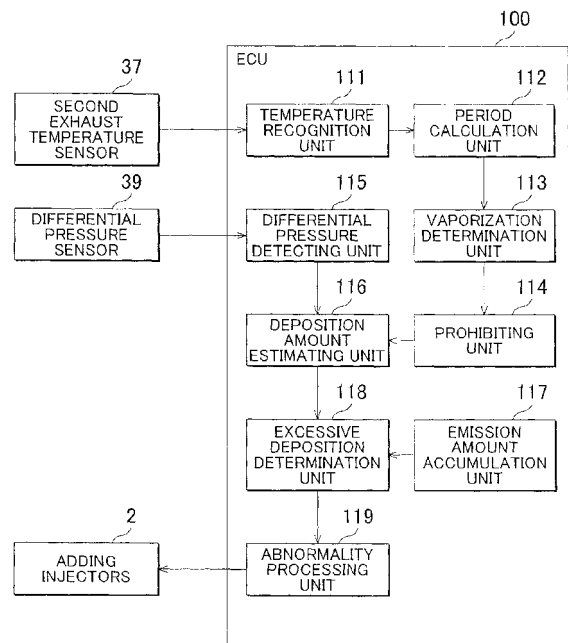 100
ECU
37
SECOND
EXHAUST
TEMPERATURE
SENSOR
111
TEMPERATURE
RECOGNITION
UNIT
112
PERIOD
CALCULATION
UNIT
39
DIFFERENTIAL
PRESSURE
SENSOR
115
DIFFERENTIAL
PRESSURE
DETECTING UNIT
113
VAPORIZATION
DETERMINATION
UNIT
116
DEPOSITION
AMOUNT
ESTIMATING UNIT
114
PROHIBITING
UNIT
118
EXCESSIVE
DEPOSITION
DETERMINATION
UNIT
117
EMISSION
AMOUNT
ACCUMULATION
UNIT
2
ADDING
INJECTORS
119
ABNORMALITY
PROCESSING
UNIT